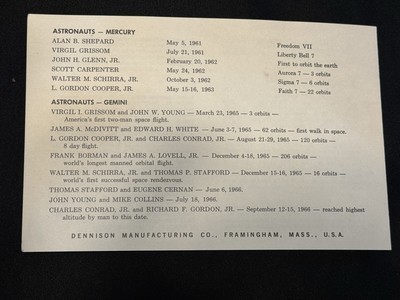 ASTRONAUTS — MERCURY
ALAN B. SHEPARD May 5, 1961 Freedom VII
VIRGIL GRISSOM July 21, 1961 Liberty Bell 7
JOHN H. GLENN, JR. February 20, 1962 First to orbit the earth
SCOTT CARPENTER May 24, 1962 Aurora 7 — 3 orbits
WALTER M. SCHIRRA, JR. October 3, 1962 Sigma 7 — 6 orbits
L. GORDON COOPER, JR. May 15-16, 1963 Faith 7 — 22 orbits
ASTRONAUTS — GEMINI
VIRGIL I. GRISSOM and JOHN W. YOUNG — March 23, 1965 — 3 orbits —
America's first two-man space flight.
JAMES A. McDIVITT and EDWARD H. WHITE — June 3-7, 1965 — 62 orbits — first walk in space.
L. GORDON COOPER, JR. and CHARLES CONRAD, JR. — August 21-29, 1965 — 120 orbits —
8 day flight.
FRANK BORMAN and JAMES A. LOVELL, JR. — December 4-18, 1965 — 206 orbits —
world's longest manned orbital flight.
WALTER M. SCHIRRA, JR. and THOMAS P. STAFFORD — December 15-16, 1965 — 16 orbits —
world's first successful space rendezvous.
THOMAS STAFFORD and EUGENE CERNAN — June 6, 1966.
JOHN YOUNG and MIKE COLLINS — July 18, 1966.
CHARLES CONRAD, JR. and RICHARD F. GORDON, JR. — September 12-15, 1966 — reached highest
altitude by man to this date.
DENNISON MANUFACTURING CO., FRAMINGHAM, MASS., U.S.A.